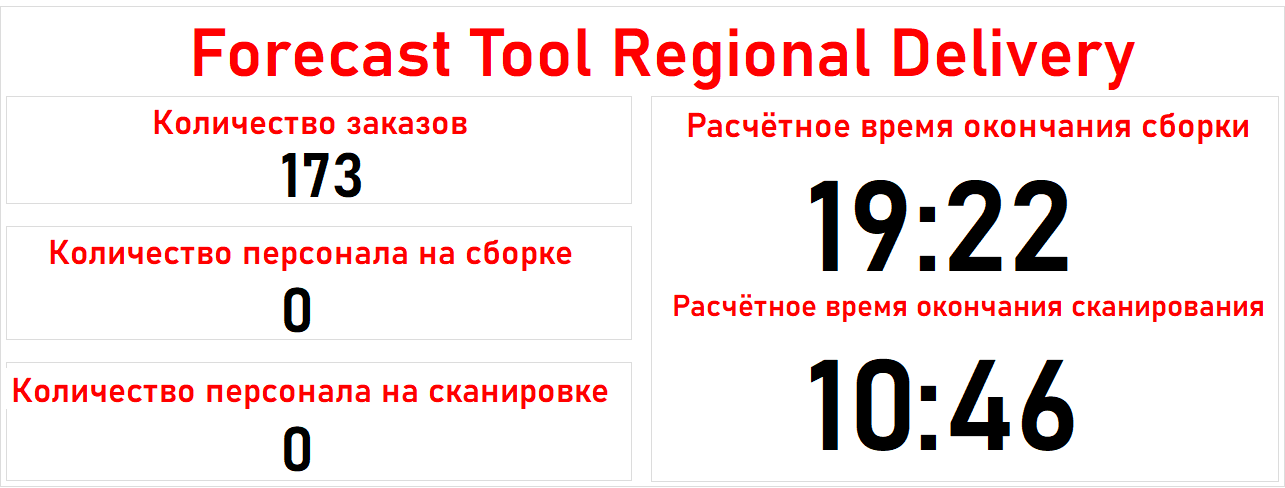 Forecast Tool Regional Delivery
Количество заказов
173
Количество персонала на сборке
0
Количество персонала на сканировке
0
Расчётное время окончания сборки
19:22
Расчётное время окончания сканирования
10:46